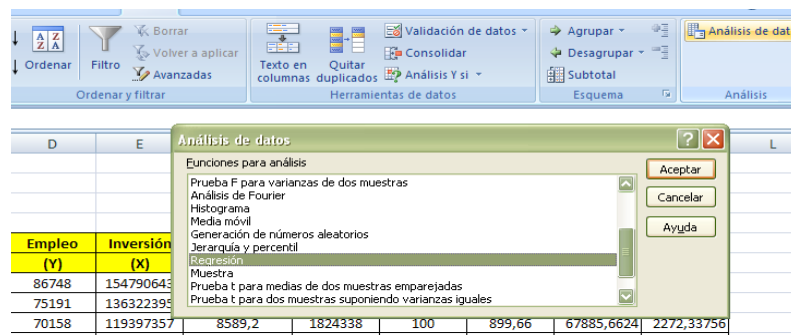 Borrar
Volver a aplicar
Avanzadas
Ordenar
Filtro
Ordenar y filtrar
Texto en columnas
Quitar duplicados
Validación de datos
Consolidar
Análisis Y si
Herramientas de datos
Agrupar
Desagrupar
Subtotal
Esquema
Análisis de dat
Análisis
D E L
Análisis de datos
Funciones para análisis
Prueba F para varianzas de dos muestras
Análisis de Fourier
Histograma
Media móvil
Generación de números aleatorios
Jerarquía y percentil
Regresión
Muestra
Prueba t para medias de dos muestras emparejadas
Prueba t para dos muestras suponiendo varianzas iguales
Aceptar
Cancelar
Ayuda
Empleo Inversión
(Y) (X)
86748 154790643
75191 136322395
70158 119397357 8589,2 1824338 100 899,66 67885,6624 2272,33756